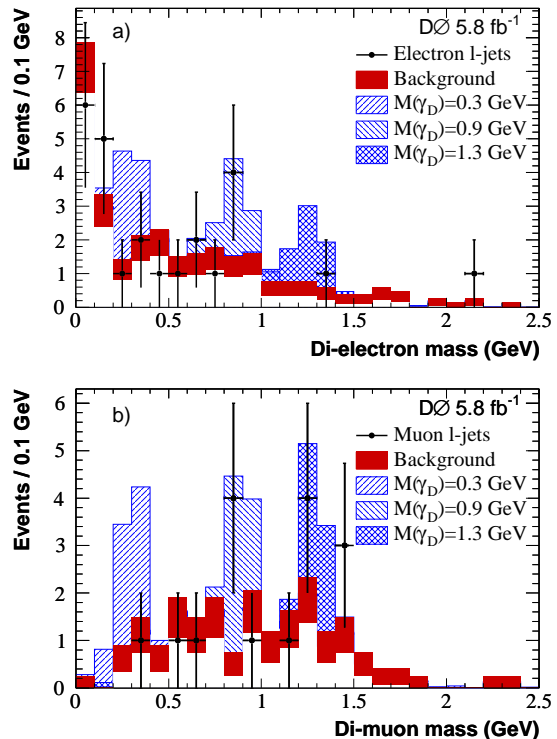 a)
DØ 5.8 fb⁻¹
Electron l-jets
Background
M(γ_D)=0.3 GeV
M(γ_D)=0.9 GeV
M(γ_D)=1.3 GeV
Events / 0.1 GeV
8
7
6
5
4
3
2
1
0
0 0.5 1 1.5 2 2.5
Di-electron mass (GeV)
b)
DØ 5.8 fb⁻¹
Muon l-jets
Background
M(γ_D)=0.3 GeV
M(γ_D)=0.9 GeV
M(γ_D)=1.3 GeV
Events / 0.1 GeV
6
5
4
3
2
1
0
0 0.5 1 1.5 2 2.5
Di-muon mass (GeV)